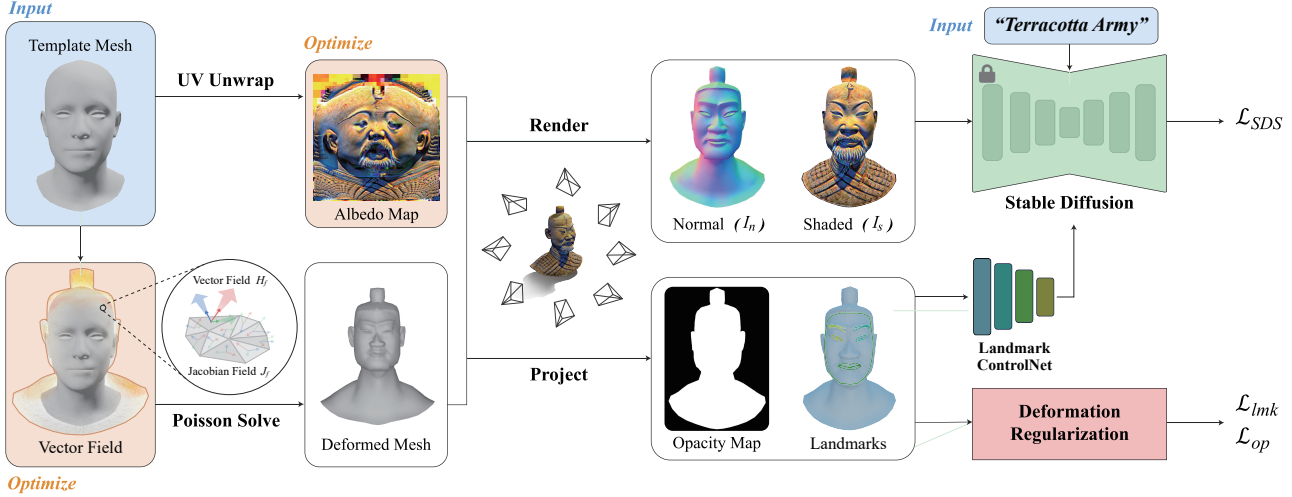 Input
Template Mesh
UV Unwrap
Optimize
Albedo Map
Render
Normal ( Iₙ )
Shaded ( Iₛ )
Input
“Terracotta Army”
Stable Diffusion
ℒSDS
Vector Field Hf
Jacobian Field Jf
Vector Field
Optimize
Poisson Solve
Deformed Mesh
Project
Opacity Map
Landmarks
Landmark
ControlNet
Deformation
Regularization
ℒlmk
ℒop